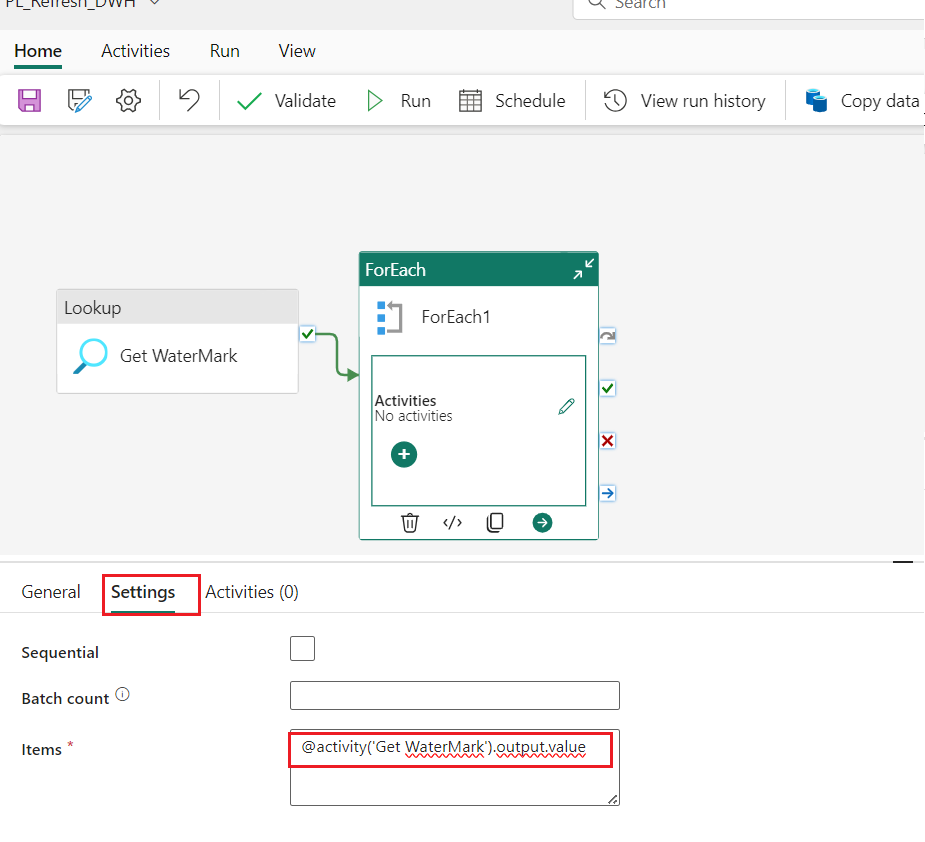 PL_Refresh_DWH
Search
Home Activities Run View
Validate Run Schedule View run history Copy data
ForEach
Lookup
ForEach1
Get WaterMark
Activities
No activities
General Settings Activities (0)
Sequential
Batch count
Items *
@activity('Get WaterMark').output.value